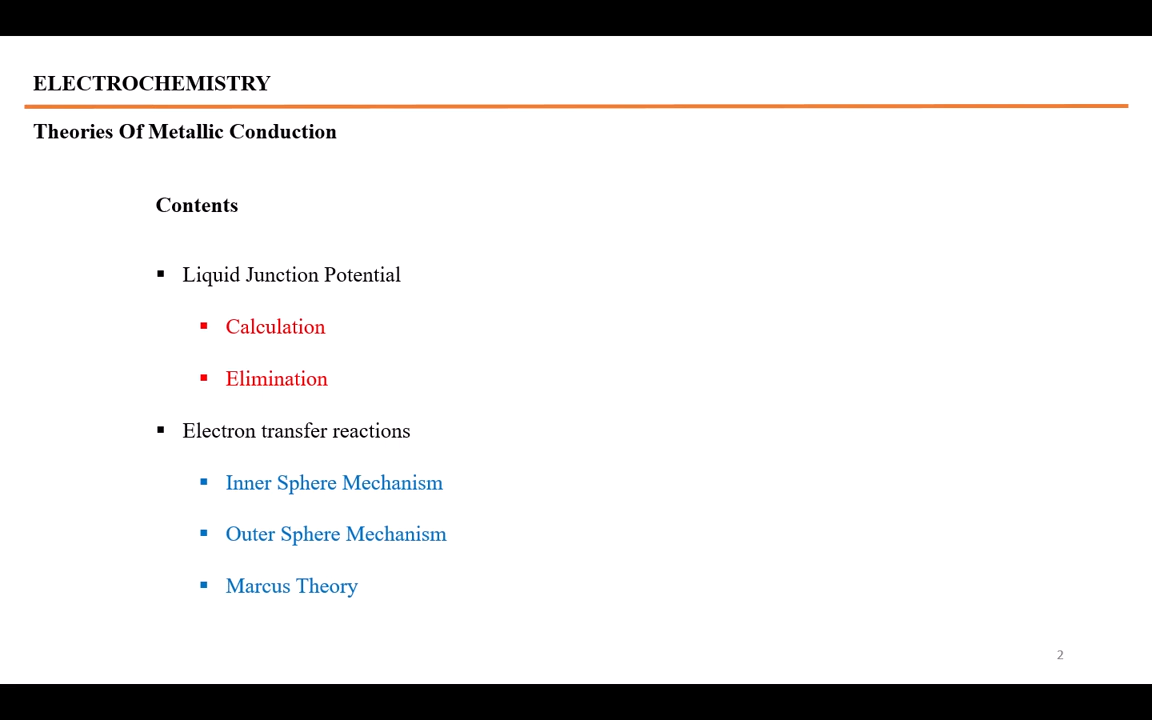 ELECTROCHEMISTRY
Theories Of Metallic Conduction
Contents
▪ Liquid Junction Potential
▪ Calculation
▪ Elimination
▪ Electron transfer reactions
▪ Inner Sphere Mechanism
▪ Outer Sphere Mechanism
▪ Marcus Theory
2